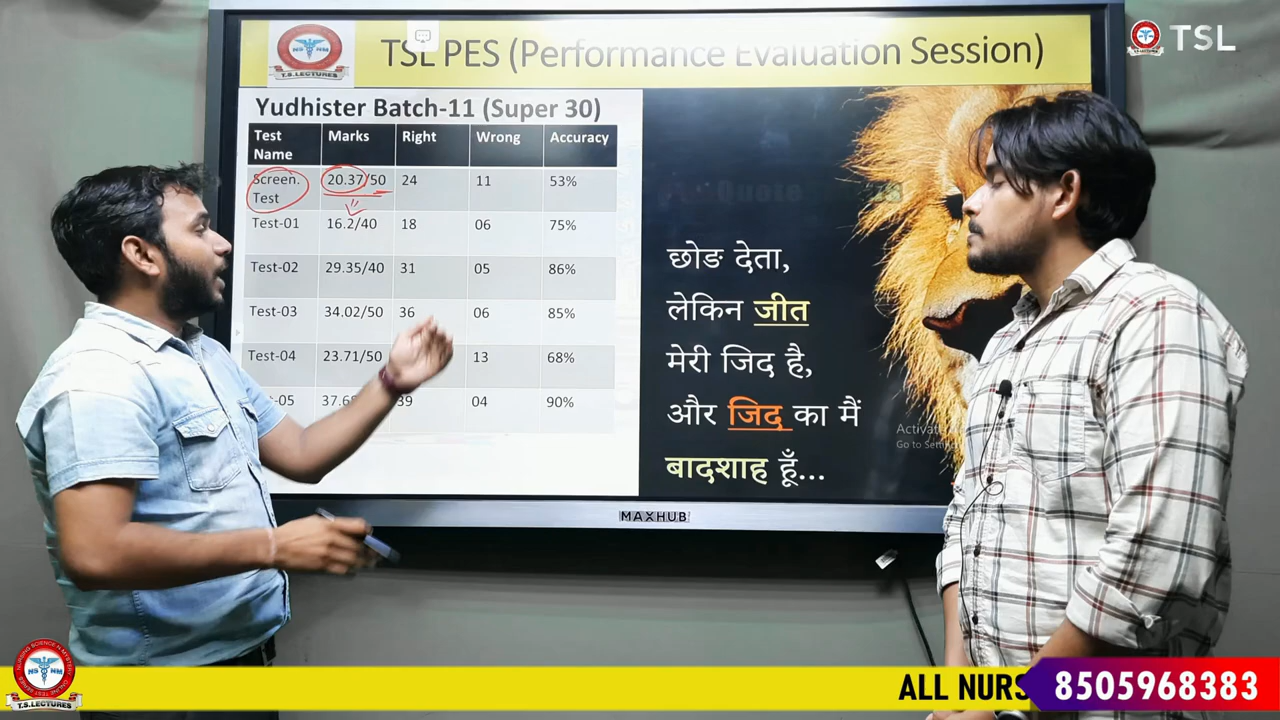 TSL PES (Performance Evaluation Session)
T.S.LECTURES
TSL
Yudhister Batch-11 (Super 30)
Test Name Marks Right Wrong Accuracy
Screen. Test 20.37/50 24 11 53%
Test-01 16.2/40 18 06 75%
Test-02 29.35/40 31 05 86%
Test-03 34.02/50 36 06 85%
Test-04 23.71/50 13 68%
39 04 90%
छोङ देता,
लेकिन जीत
मेरी जिद है,
और जिद का मैं
बादशाह हूँ...
MAXHUB
T.S.LECTURES
ALL
8505968383